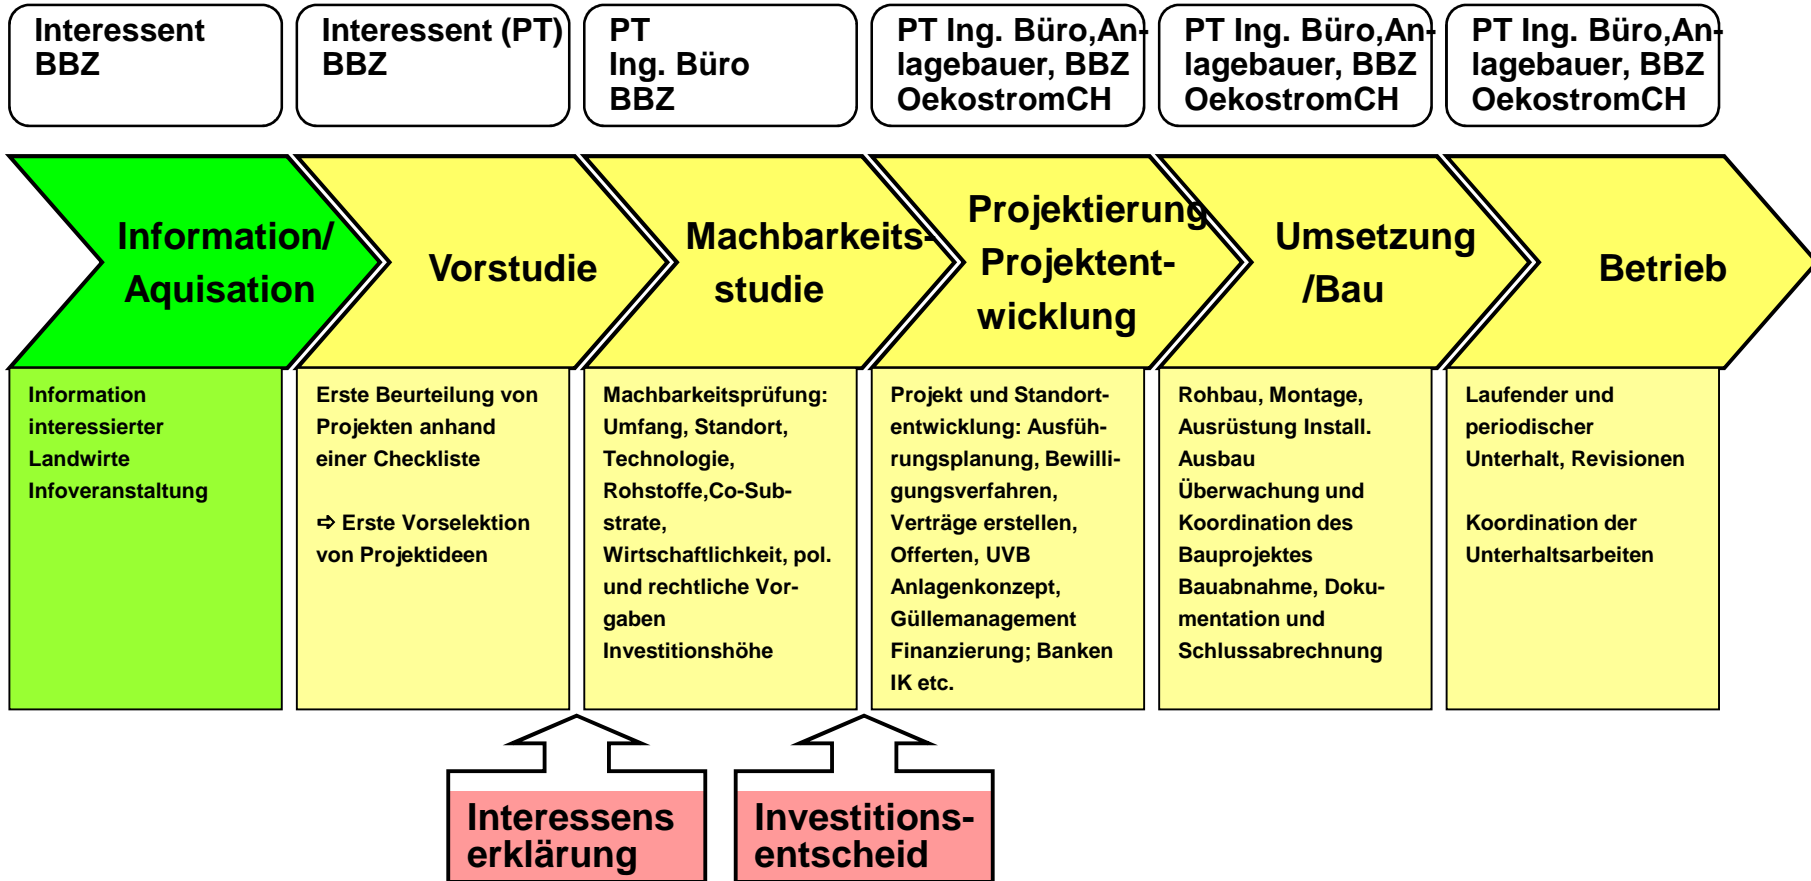 Interessent
BBZ
Interessent (PT)
BBZ
PT
Ing. Büro
BBZ
PT Ing. Büro,An-
lagebauer, BBZ
OekostromCH
PT Ing. Büro,An-
lagebauer, BBZ
OekostromCH
PT Ing. Büro,An-
lagebauer, BBZ
OekostromCH
Information/
Aquisation
Vorstudie
Machbarkeits-
studie
Projektierung
Projektent-
wicklung
Umsetzung
/Bau
Betrieb
Information
interessierter
Landwirte
Infoveranstaltung
Erste Beurteilung von
Projekten anhand
einer Checkliste
⇨ Erste Vorselektion
von Projektideen
Machbarkeitsprüfung:
Umfang, Standort,
Technologie,
Rohstoffe,Co-Sub-
strate,
Wirtschaftlichkeit, pol.
und rechtliche Vor-
gaben
Investitionshöhe
Projekt und Standort-
entwicklung: Ausfüh-
rungsplanung, Bewilli-
gungsverfahren,
Verträge erstellen,
Offerten, UVB
Anlagenkonzept,
Güllemanagement
Finanzierung; Banken
IK etc.
Rohbau, Montage,
Ausrüstung Install.
Ausbau
Überwachung und
Koordination des
Bauprojektes
Bauabnahme, Doku-
mentation und
Schlussabrechnung
Laufender und
periodischer
Unterhalt, Revisionen
Koordination der
Unterhaltsarbeiten
Interessens
erklärung
Investitions-
entscheid